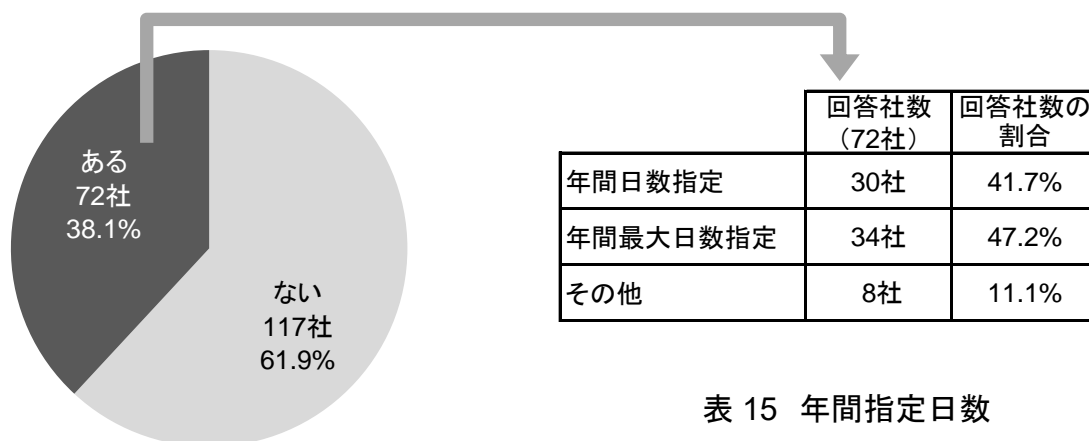 ある
72社
38.1%
ない
117社
61.9%
回答社数
（72社）
回答社数の
割合
年間日数指定 30社 41.7%
年間最大日数指定 34社 47.2%
その他 8社 11.1%
表 15 年間指定日数